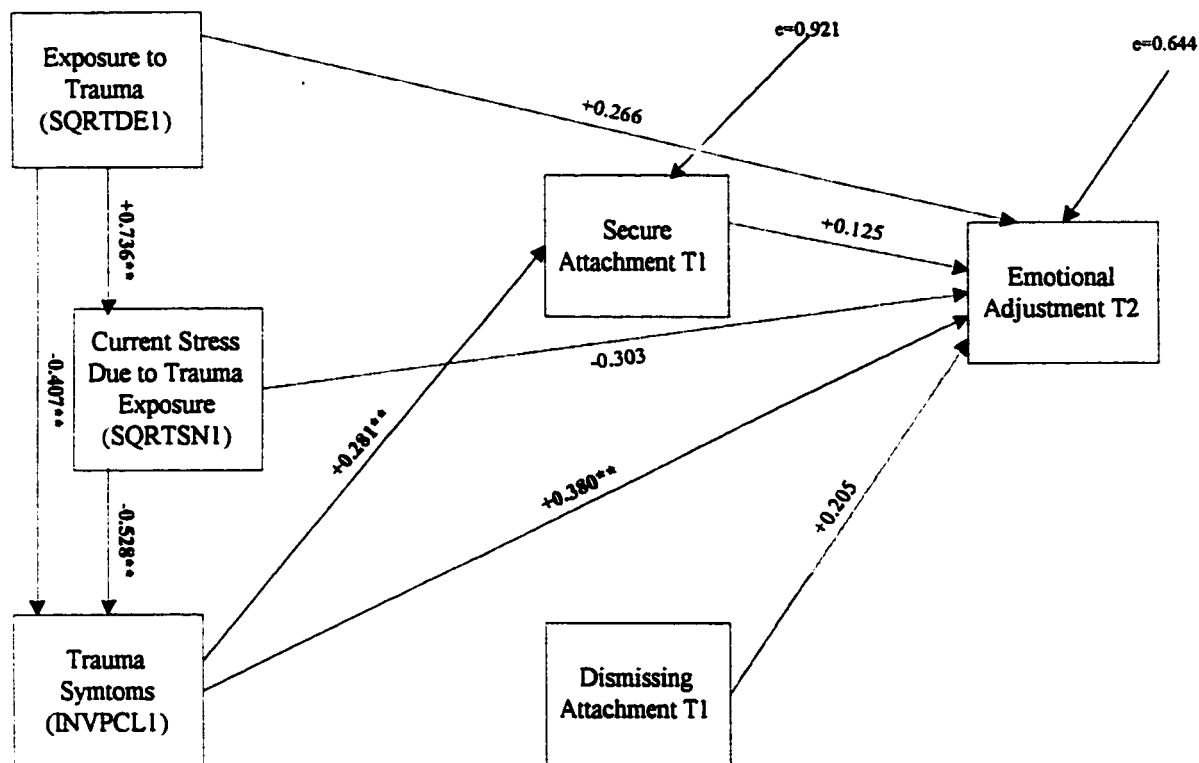 Exposure to
Trauma
(SQRTDE1)
e=0.921
e=0.644
+0.266
Secure
Attachment T1
+0.125
Emotional
Adjustment T2
+0.736**
-0.407**
Current Stress
Due to Trauma
Exposure
(SQRTSN1)
-0.303
+0.281**
+0.380**
+0.205
-0.528**
Trauma
Symtoms
(INVPCL1)
Dismissing
Attachment T1